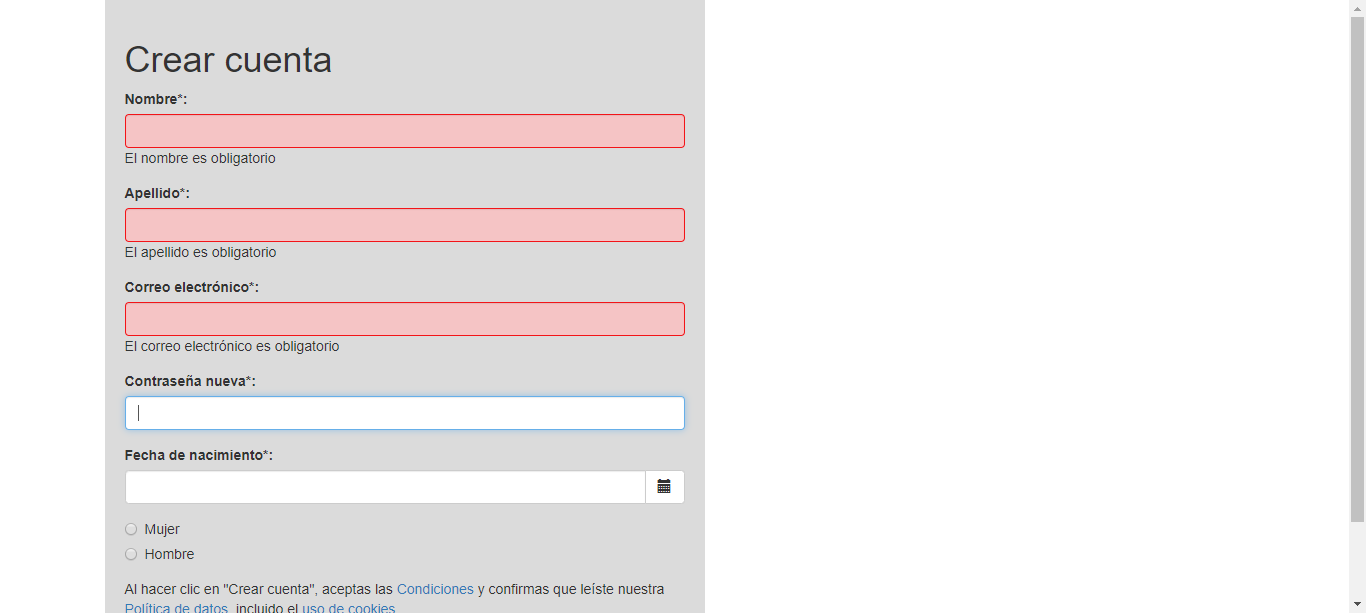 Crear cuenta
Nombre*:
El nombre es obligatorio
Apellido*:
El apellido es obligatorio
Correo electrónico*:
El correo electrónico es obligatorio
Contraseña nueva*:
Fecha de nacimiento*:
Mujer
Hombre
Al hacer clic en "Crear cuenta", aceptas las Condiciones y confirmas que leíste nuestra
Política de datos, incluido el uso de cookies